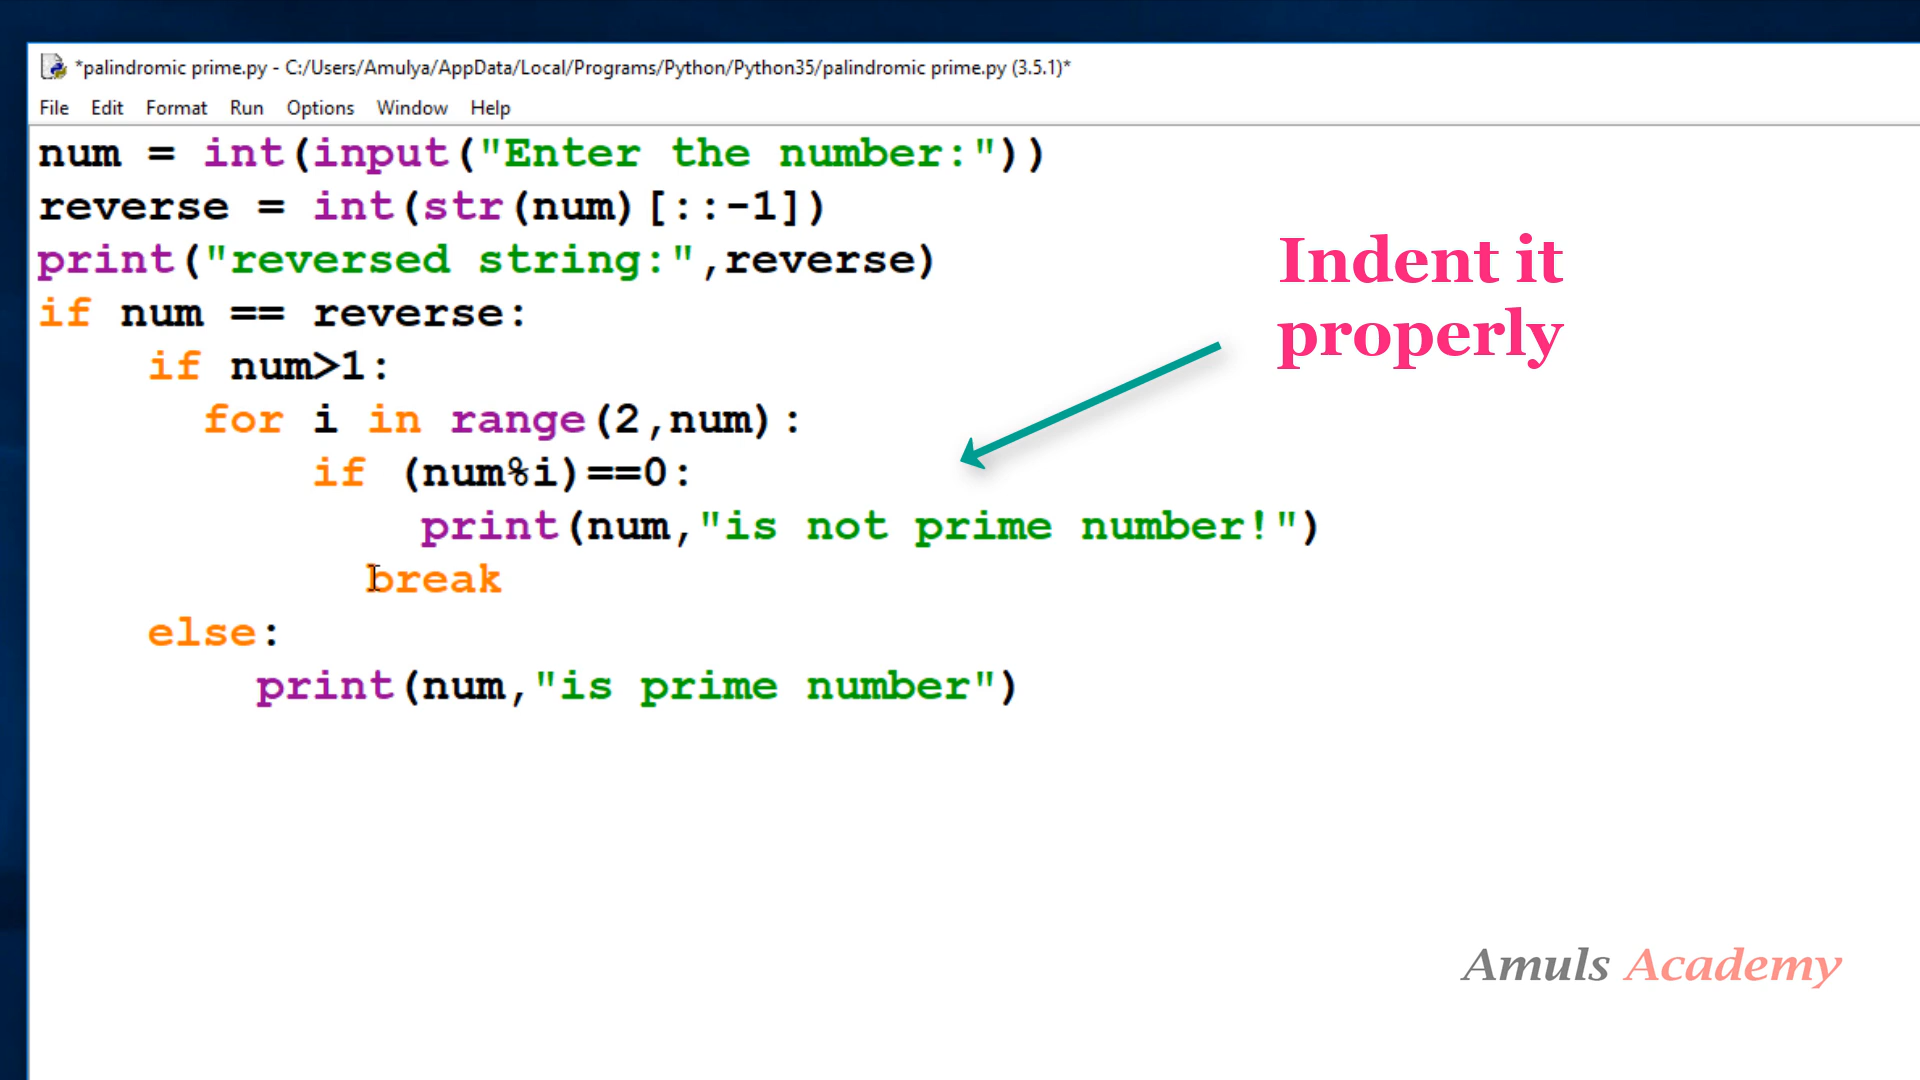 *palindromic prime.py - C:/Users/Amulya/AppData/Local/Programs/Python/Python35/palindromic prime.py (3.5.1)*
File Edit Format Run Options Window Help
num = int(input("Enter the number:"))
reverse = int(str(num)[::-1])
print("reversed string:",reverse)
if num == reverse:
    if num>1:
      for i in range(2,num):
          if (num%i)==0:
              print(num,"is not prime number!")
            break
    else:
        print(num,"is prime number")
Indent it
properly
Amuls Academy